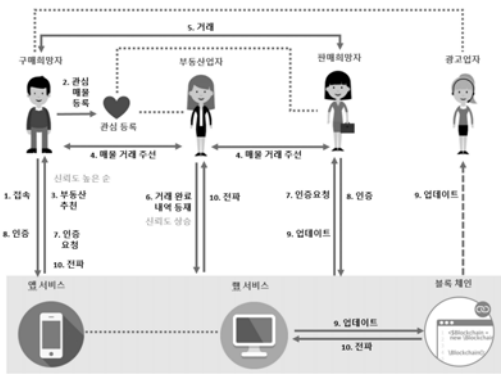 5. 거래
구매희망자
부동산업자
판매희망자
광고업자
2. 관심
매물
등록
관심 등록
4. 매물 거래 주선
4. 매물 거래 주선
신뢰도 높은 순
1. 접속
3. 부동산
추천
8. 인증
7. 인증
요청
10. 전파
6. 거래 완료
내역 등재
신뢰도 상승
10. 전파
7. 인증요청
8. 인증
9. 업데이트
9. 업데이트
앱 서비스
웹 서비스
블록 체인
9. 업데이트
10. 전파
<$Blockchain =
new \Blockchain
\Blockchain();